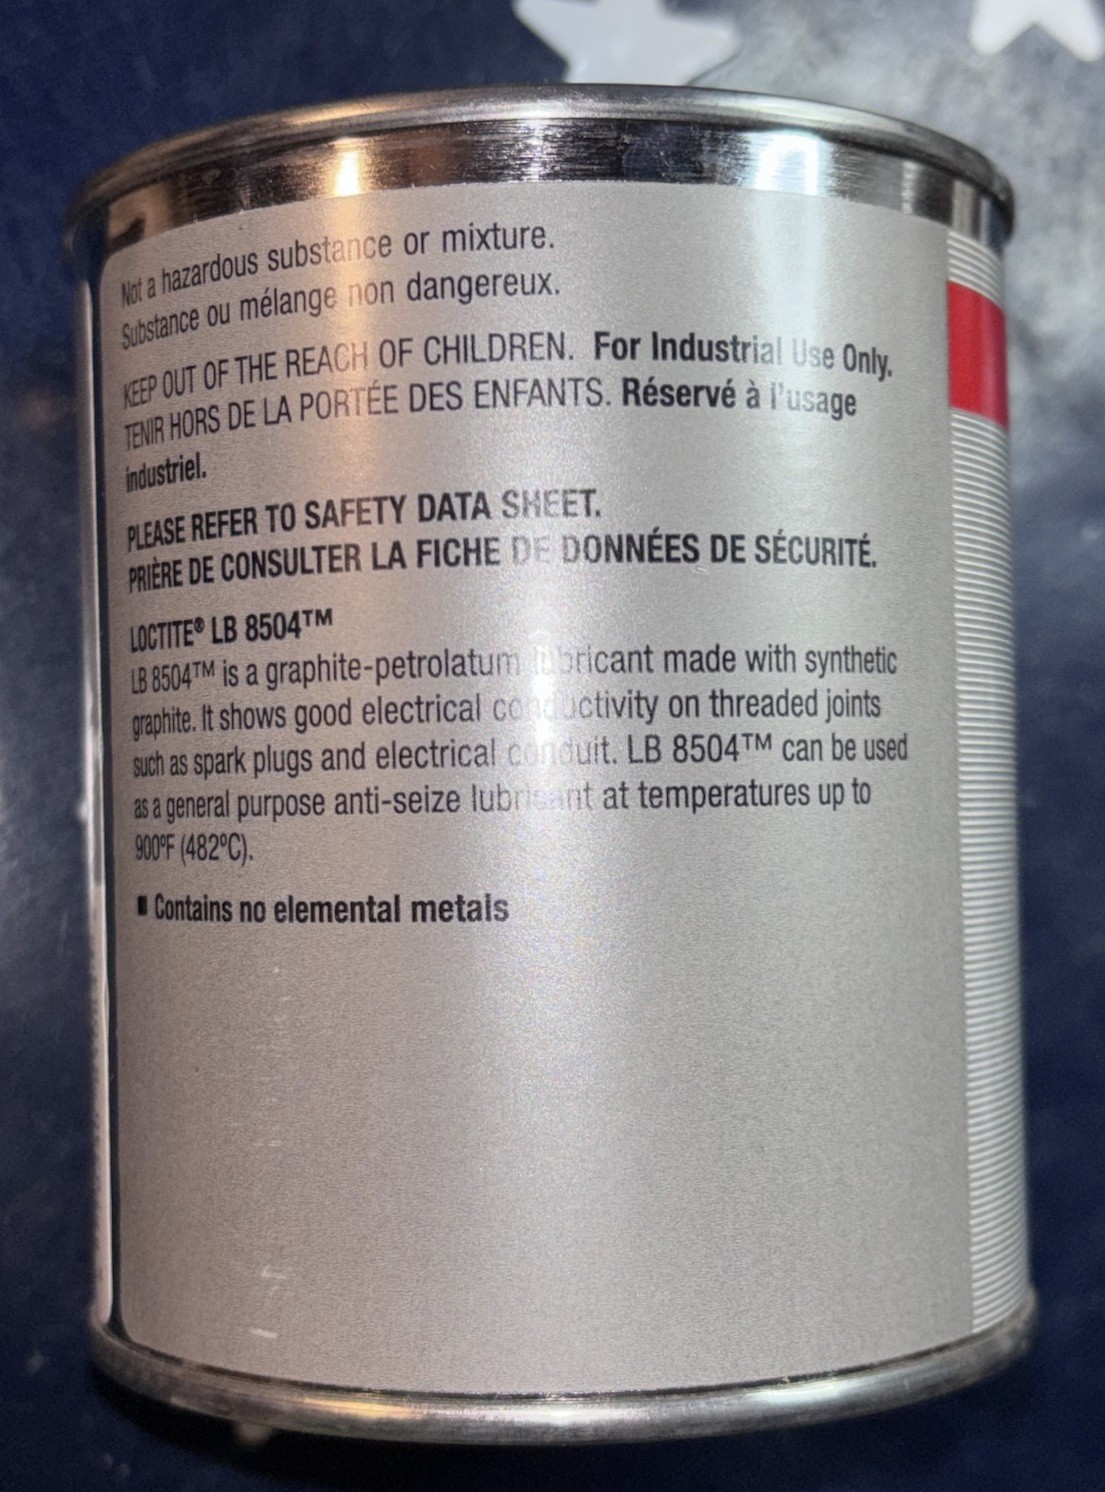 Not a hazardous substance or mixture.
Substance ou mélange non dangereux.
KEEP OUT OF THE REACH OF CHILDREN. For Industrial Use Only.
TENIR HORS DE LA PORTÉE DES ENFANTS. Réservé à l'usage
industriel.
PLEASE REFER TO SAFETY DATA SHEET.
PRIÈRE DE CONSULTER LA FICHE DE DONNÉES DE SÉCURITÉ.
LOCTITE® LB 8504™
LB 8504™ is a graphite-petrolatum lubricant made with synthetic
graphite. It shows good electrical conductivity on threaded joints
such as spark plugs and electrical conduit. LB 8504™ can be used
as a general purpose anti-seize lubricant at temperatures up to
900ºF (482ºC).
▪ Contains no elemental metals